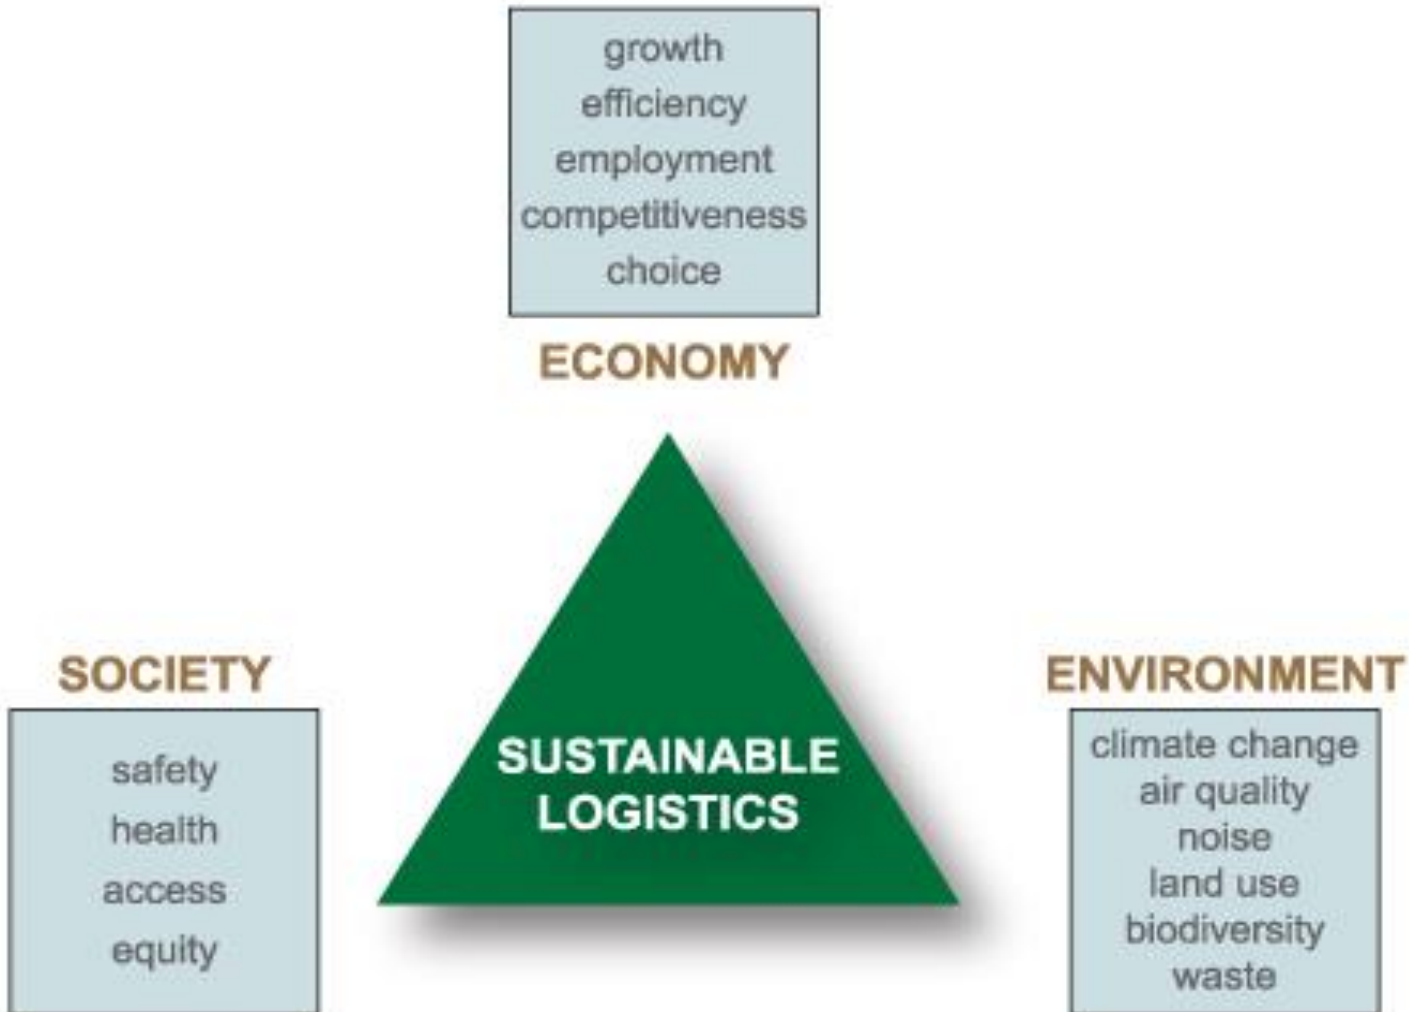 growth
efficiency
employment
competitiveness
choice
ECONOMY
SOCIETY
safety
health
access
equity
SUSTAINABLE
LOGISTICS
ENVIRONMENT
climate change
air quality
noise
land use
biodiversity
waste